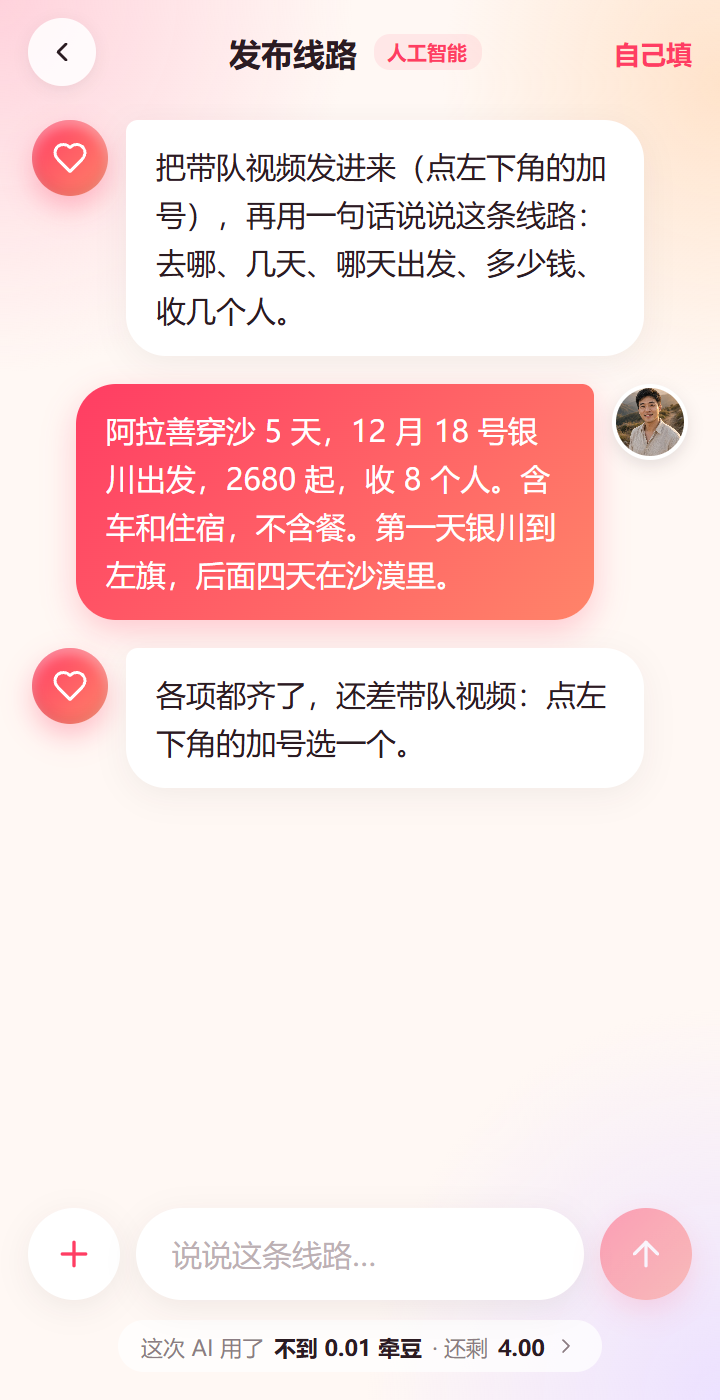 发布线路 人工智能 自己填
把带队视频发进来（点左下角的加
号），再用一句话说说这条线路：
去哪、几天、哪天出发、多少钱、
收几个人。
阿拉善穿沙 5 天，12 月 18 号银
川出发，2680 起，收 8 个人。含
车和住宿，不含餐。第一天银川到
左旗，后面四天在沙漠里。
各项都齐了，还差带队视频：点左
下角的加号选一个。
说说这条线路...
这次 AI 用了 不到 0.01 牵豆 · 还剩 4.00